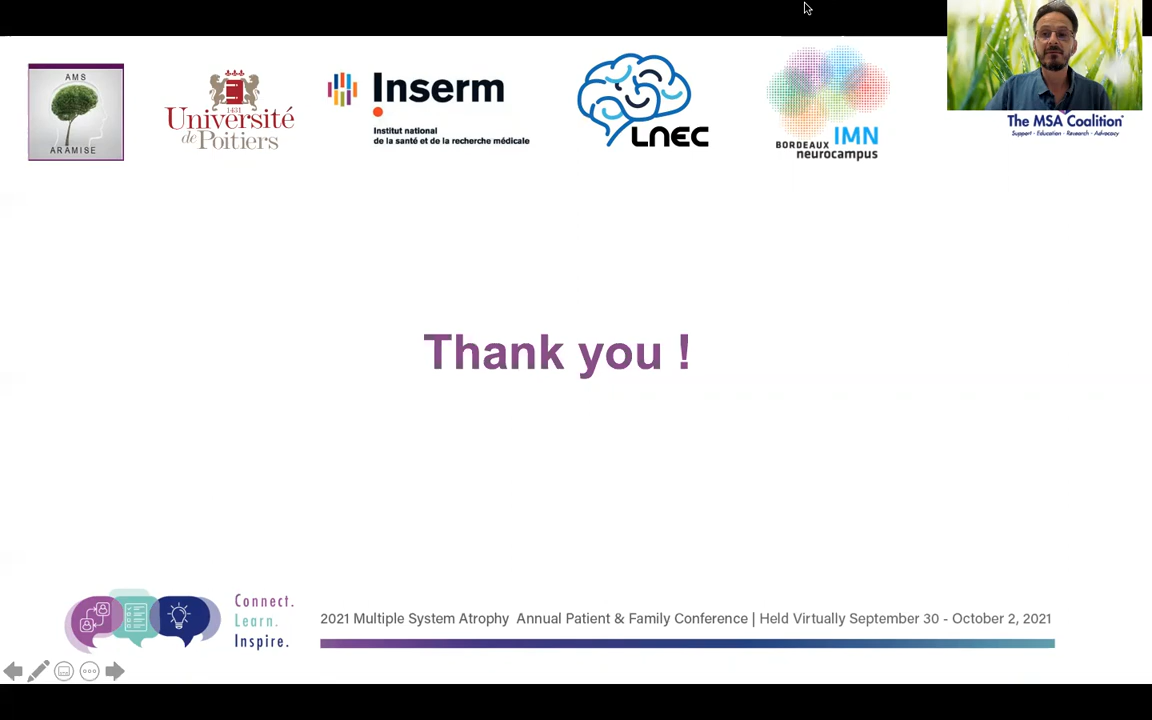 AMS
ARAMISE
1431
Université
de Poitiers
Inserm
Institut national
de la santé et de la recherche médicale
LNEC
BORDEAUX IMN
neurocampus
The MSA Coalition
Support - Education - Research - Advocacy
Thank you !
Connect.
Learn.
Inspire.
2021 Multiple System Atrophy Annual Patient & Family Conference | Held Virtually September 30 - October 2, 2021